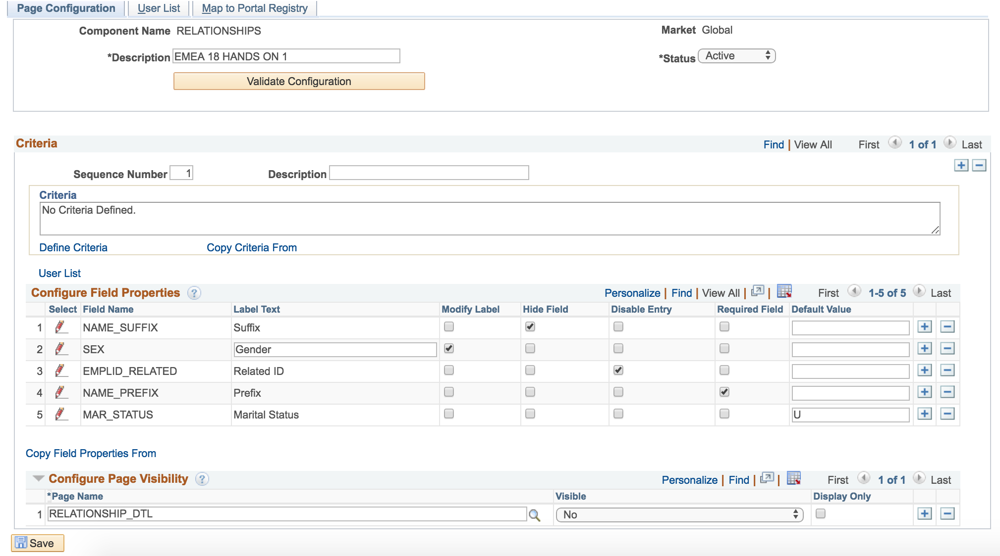 Page Configuration User List Map to Portal Registry
Component Name RELATIONSHIPS Market Global
*Description EMEA 18 HANDS ON 1 *Status Active
Validate Configuration
Criteria Find | View All First 1 of 1 Last
Sequence Number 1 Description
Criteria
No Criteria Defined.
Define Criteria Copy Criteria From
User List
Configure Field Properties ? Personalize | Find | View All | | First 1-5 of 5 Last
Select Field Name Label Text Modify Label Hide Field Disable Entry Required Field Default Value
1 NAME_SUFFIX Suffix
2 SEX Gender
3 EMPLID_RELATED Related ID
4 NAME_PREFIX Prefix
5 MAR_STATUS Marital Status U
Copy Field Properties From
Configure Page Visibility ? Personalize | Find | | First 1 of 1 Last
*Page Name Visible Display Only
1 RELATIONSHIP_DTL No
Save